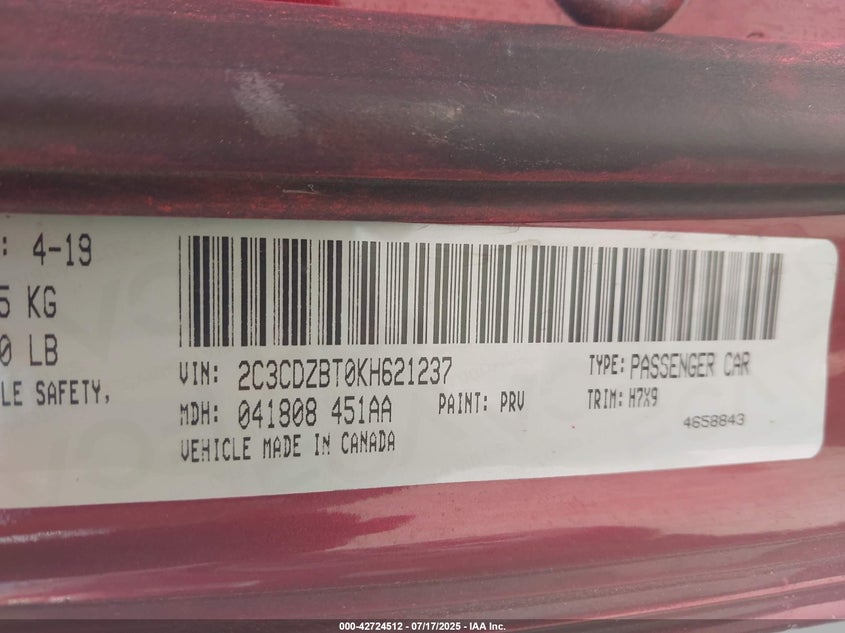 : 4-19
5 KG
0 LB
LE SAFETY,
VIN: 2C3CDZBT0KH621237
TYPE: PASSENGER CAR
MDH: 041808 451AA
PAINT: PRV
TRIM: H7X9
4658843
VEHICLE MADE IN CANADA
000-42724512 - 07/17/2025 - IAA Inc.